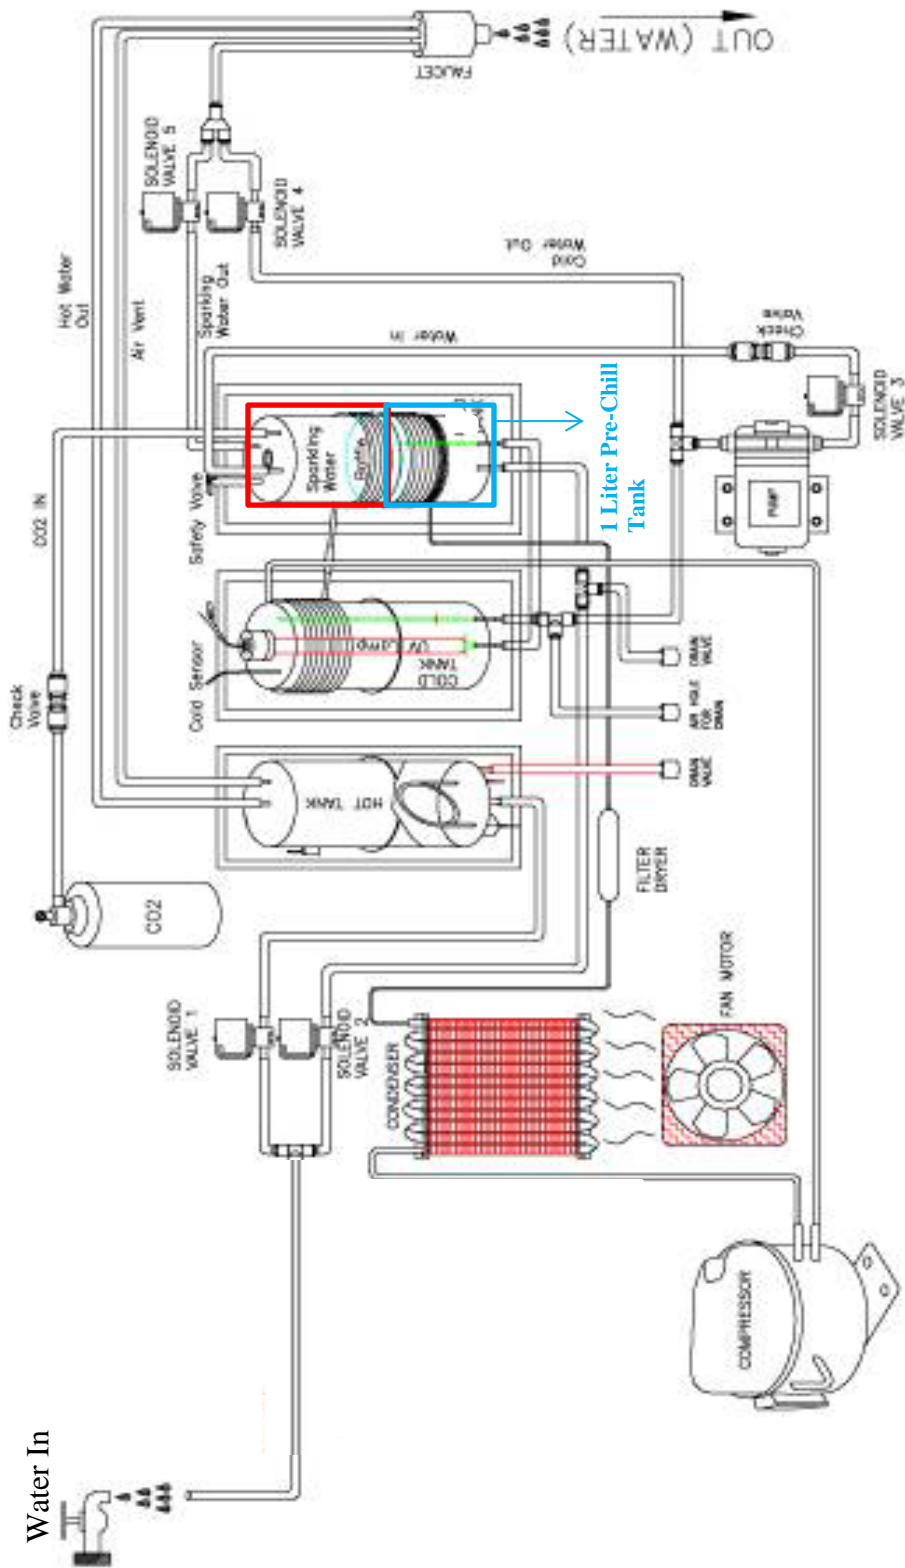 Water In
CO2
Check
Valve
CO2 IN
Hot Water
Out
Air Vent
Sparking
Water Out
SOLENOID
VALVE 5
SOLENOID
VALVE 4
FAUCET
OUT (WATER)
SOLENOID
VALVE 1
SOLENOID
VALVE 2
HOT TANK
Cold Sensor
UV Lamp
COLD
TANK
Safety Valve
Sparking
Water
1 Liter Pre-Chill
Tank
Water In
Cold
Water Out
Check
Valve
SOLENOID
VALVE 3
PUMP
DRAIN
VALVE
AIR HOLE
FOR
DRAIN
DRAIN
VALVE
FILTER
DRYER
CONDENSER
FAN MOTOR
COMPRESSOR